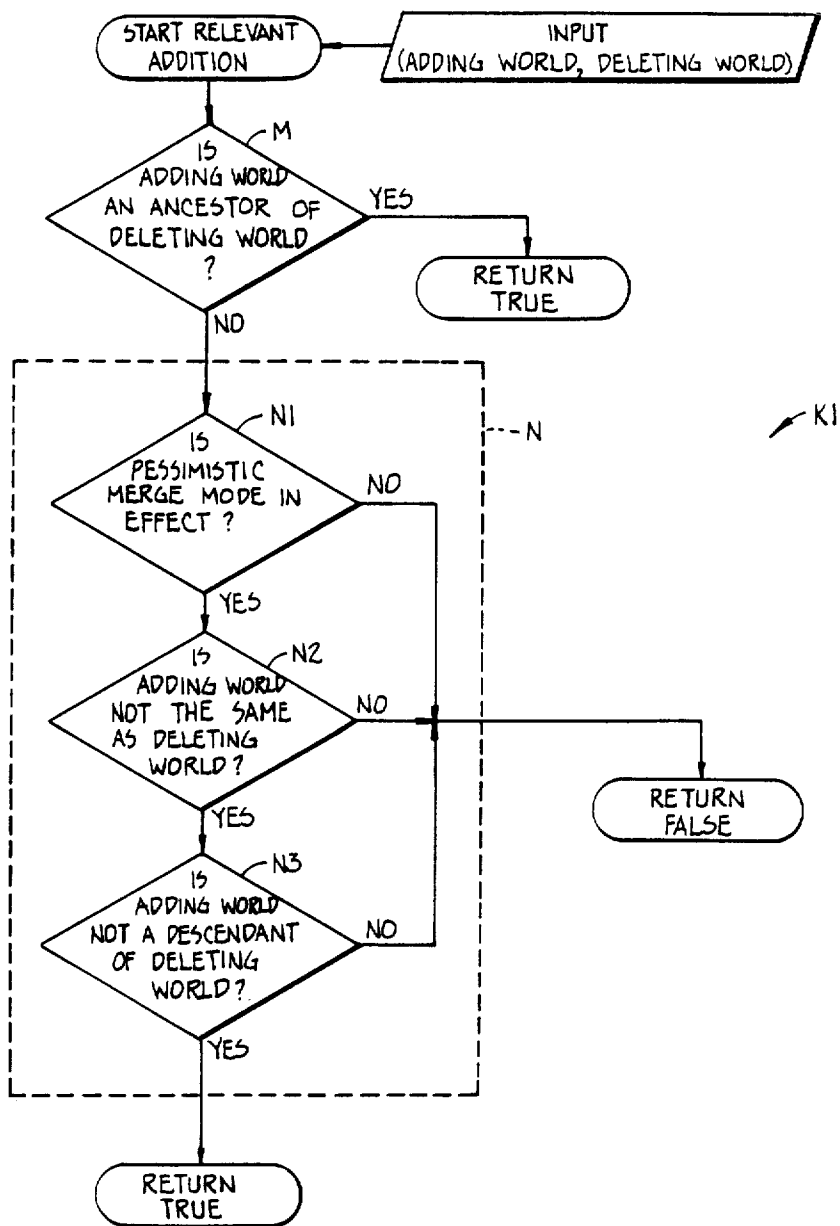 START RELEVANT
ADDITION
INPUT
(ADDING WORLD, DELETING WORLD)
M
IS
ADDING WORLD
AN ANCESTOR OF
DELETING WORLD
?
YES
RETURN
TRUE
NO
N1
N
K1
IS
PESSIMISTIC
MERGE MODE IN
EFFECT ?
NO
YES
N2
IS
ADDING WORLD
NOT THE SAME
AS DELETING
WORLD?
NO
YES
RETURN
FALSE
N3
IS
ADDING WORLD
NOT A DESCENDANT
OF DELETING
WORLD?
NO
YES
RETURN
TRUE